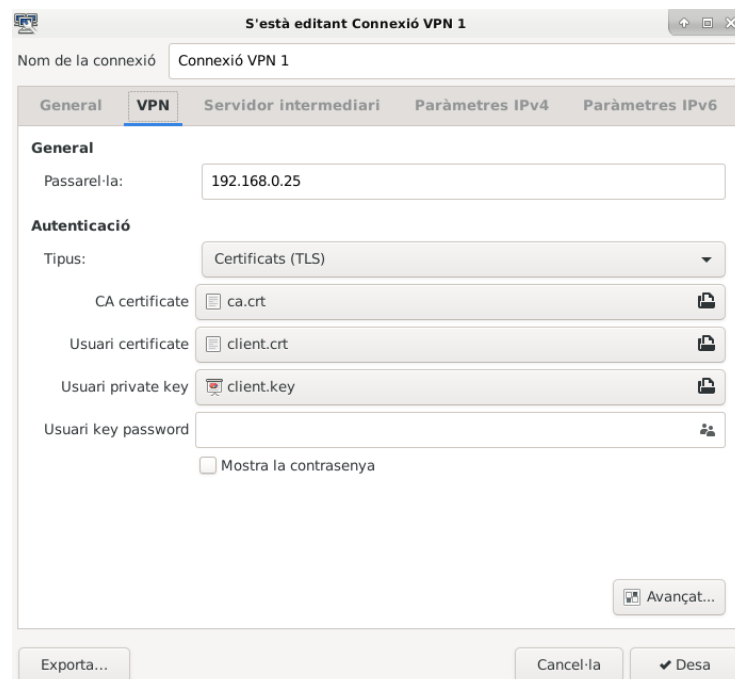 S'està editant Connexió VPN 1
Nom de la connexió Connexió VPN 1
General VPN Servidor intermediari Paràmetres IPv4 Paràmetres IPv6
General
Passarel·la: 192.168.0.25
Autenticació
Tipus: Certificats (TLS)
CA certificate ca.crt
Usuari certificate client.crt
Usuari private key client.key
Usuari key password
Mostra la contrasenya
Avançat...
Exporta... Cancel·la Desa